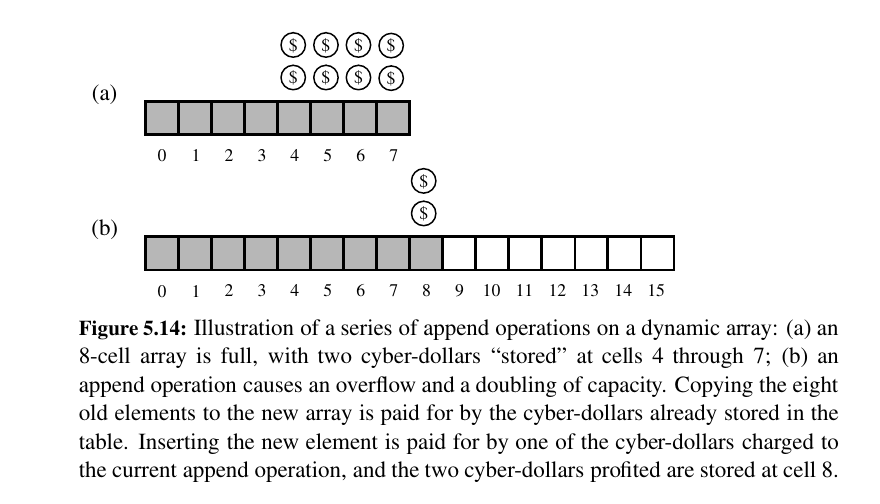 $ $ $ $
$ $ $ $
(a)
0 1 2 3 4 5 6 7
$
$
(b)
0 1 2 3 4 5 6 7 8 9 10 11 12 13 14 15
Figure 5.14: Illustration of a series of append operations on a dynamic array: (a) an
8-cell array is full, with two cyber-dollars “stored” at cells 4 through 7; (b) an
append operation causes an overflow and a doubling of capacity. Copying the eight
old elements to the new array is paid for by the cyber-dollars already stored in the
table. Inserting the new element is paid for by one of the cyber-dollars charged to
the current append operation, and the two cyber-dollars profited are stored at cell 8.